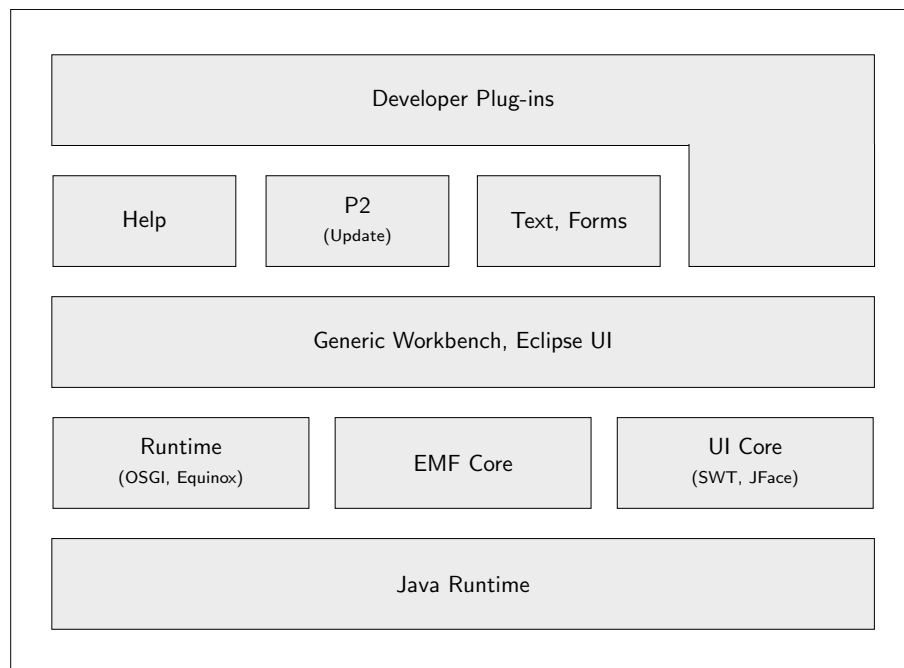 Developer Plug-ins
Help
P2
(Update)
Text, Forms
Generic Workbench, Eclipse UI
Runtime
(OSGI, Equinox)
EMF Core
UI Core
(SWT, JFace)
Java Runtime